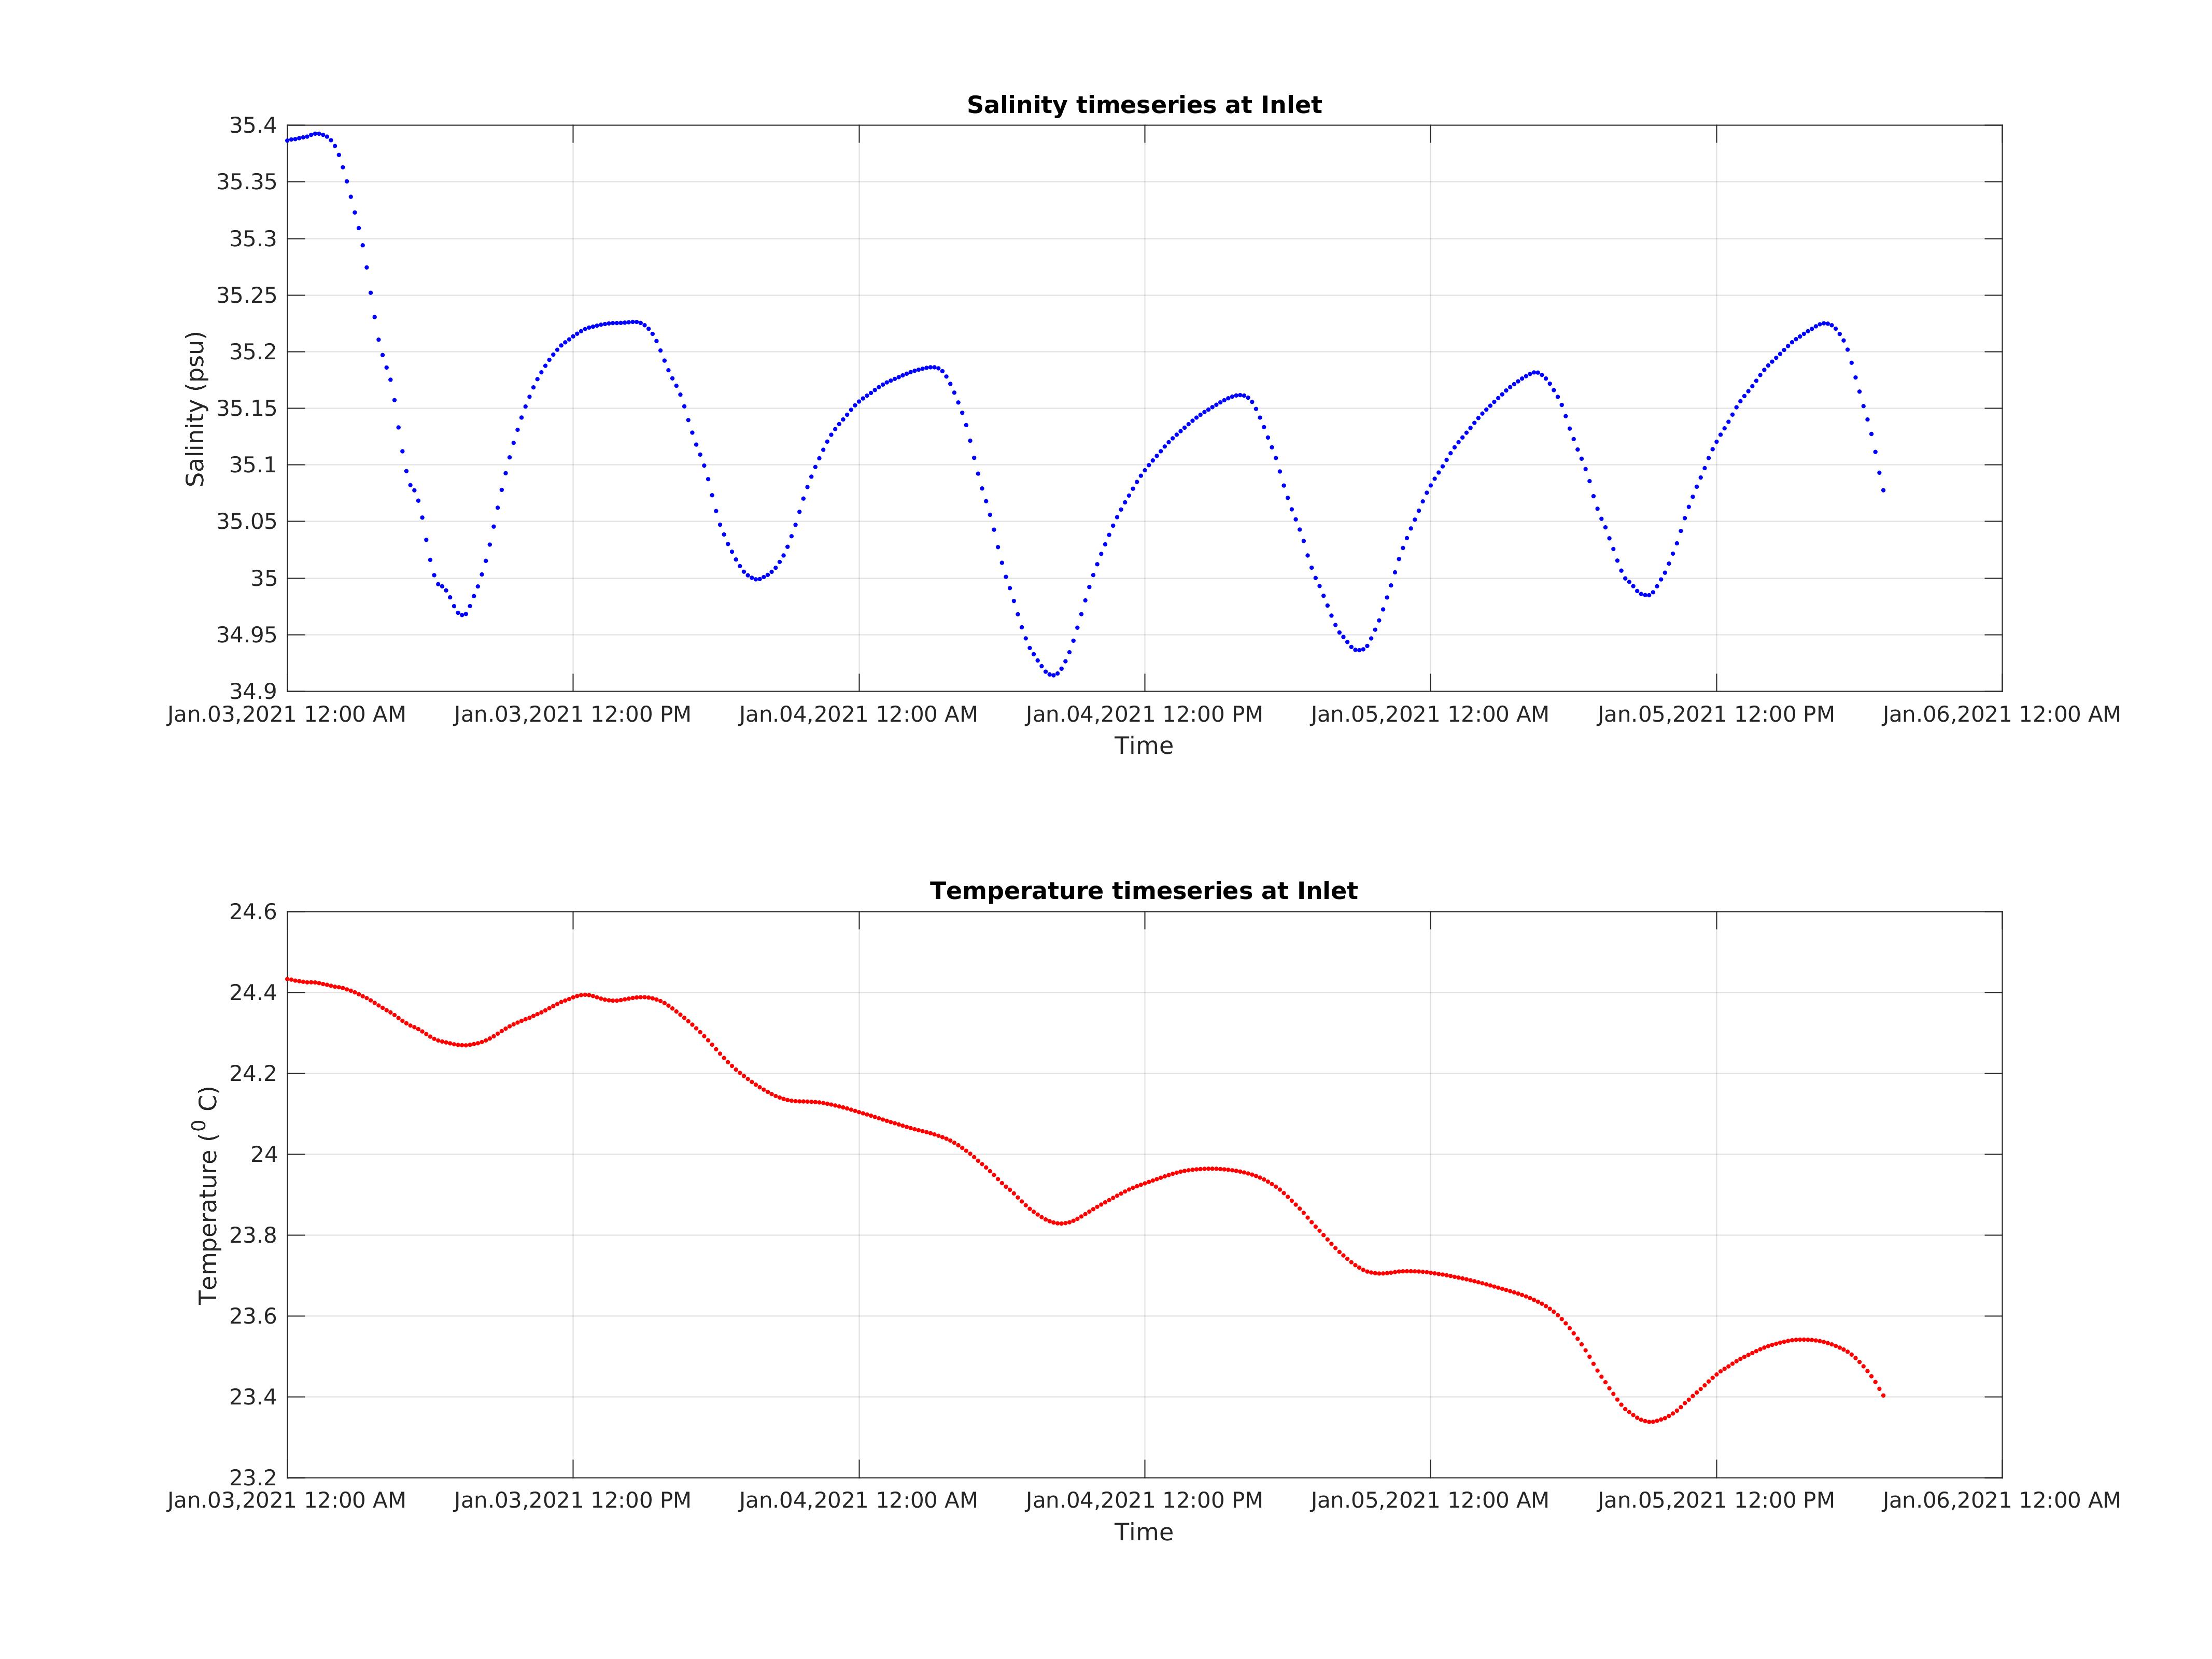 Salinity timeseries at Inlet
35.4
35.35
35.3
35.25
35.2
35.15
35.1
35.05
35
34.95
34.9
Salinity (psu)
Jan.03,2021 12:00 AM Jan.03,2021 12:00 PM Jan.04,2021 12:00 AM Jan.04,2021 12:00 PM Jan.05,2021 12:00 AM Jan.05,2021 12:00 PM Jan.06,2021 12:00 AM
Time
Temperature timeseries at Inlet
24.6
24.4
24.2
24
23.8
23.6
23.4
23.2
Temperature (⁰ C)
Jan.03,2021 12:00 AM Jan.03,2021 12:00 PM Jan.04,2021 12:00 AM Jan.04,2021 12:00 PM Jan.05,2021 12:00 AM Jan.05,2021 12:00 PM Jan.06,2021 12:00 AM
Time